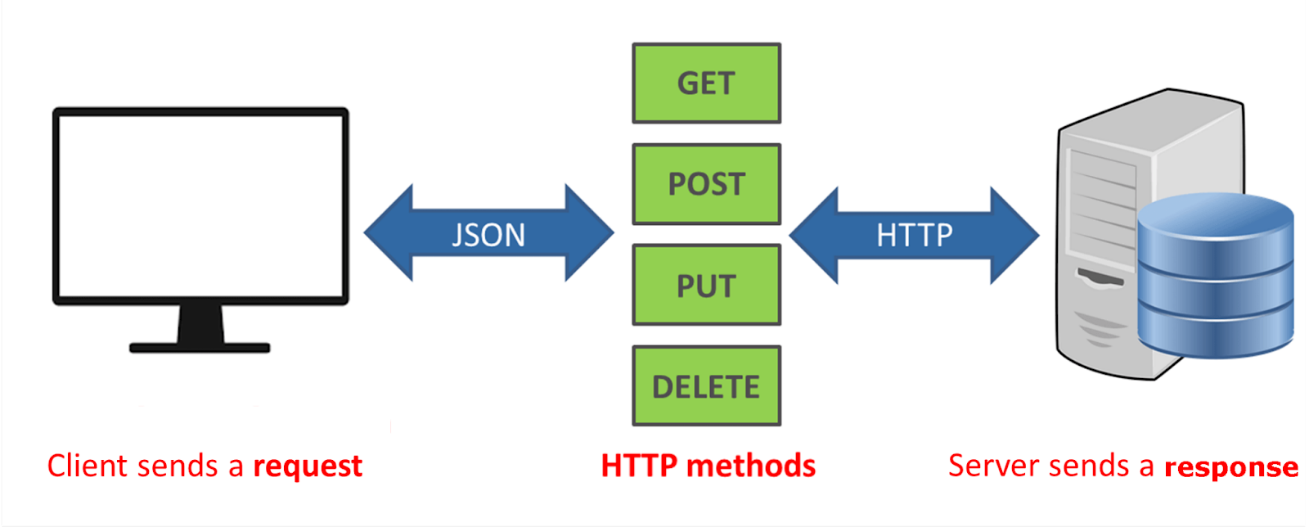 GET
POST
JSON
HTTP
PUT
DELETE
Client sends a request
HTTP methods
Server sends a response